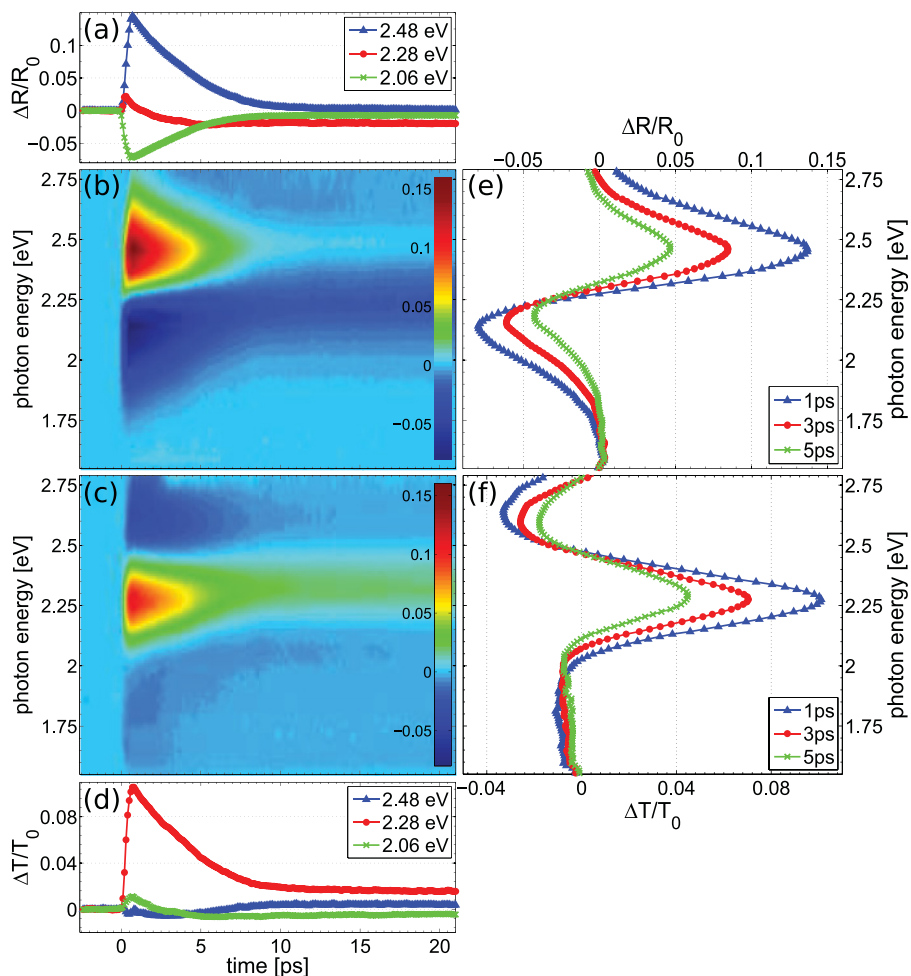 (a)
ΔR/R0
0.1
0.05
0
−0.05
2.48 eV
2.28 eV
2.06 eV
(b)
photon energy [eV]
2.75
2.5
2.25
2
1.75
0.15
0.1
0.05
0
−0.05
(e)
ΔR/R0
−0.05
0
0.05
0.1
0.15
2.75
2.5
2.25
2
1.75
photon energy [eV]
1ps
3ps
5ps
(c)
photon energy [eV]
2.75
2.5
2.25
2
1.75
0.15
0.1
0.05
0
−0.05
(f)
2.75
2.5
2.25
2
1.75
photon energy [eV]
1ps
3ps
5ps
−0.04
0
0.04
0.08
ΔT/T0
(d)
ΔT/T0
0.08
0.04
0
2.48 eV
2.28 eV
2.06 eV
0
5
10
15
20
time [ps]